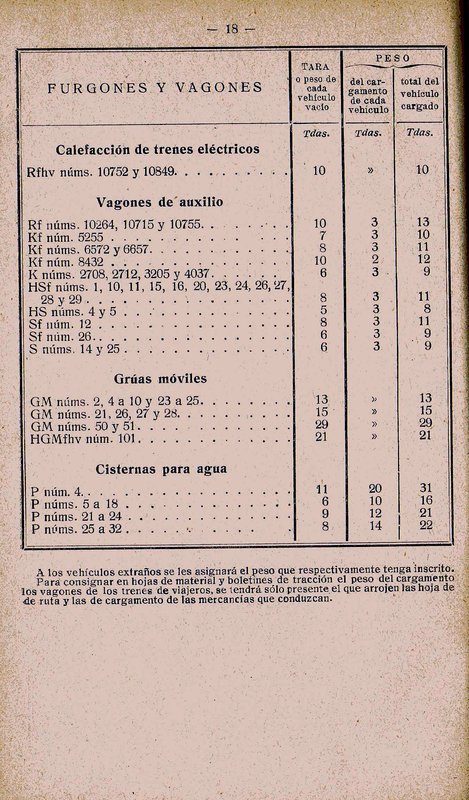 — 18 —
FURGONES Y VAGONES
TARA
o peso de
cada
vehículo
vacío
PESO
del car-
gamento
de cada
vehículo
total del
vehículo
cargado
Tdas. Tdas. Tdas.
Calefacción de trenes eléctricos
Rfhv núms. 10752 y 10849. . . . . . . . . . 10 » 10
Vagones de auxilio
Rf núms. 10264, 10715 y 10755. . . . . . . 10 3 13
Kf núm. 5255 . . . . . . . . . . . . . . 7 3 10
Kf núms. 6572 y 6657. . . . . . . . . . . 8 3 11
Kf núm. 8432 . . . . . . . . . . . . . . 10 2 12
K núms. 2708, 2712, 3205 y 4037. . . . . . 6 3 9
HSf núms. 1, 10, 11, 15, 16, 20, 23, 24, 26, 27,
28 y 29 . . . . . . . . . . . . . . . . 8 3 11
HS núms. 4 y 5 . . . . . . . . . . . . . 5 3 8
Sf núm. 12 . . . . . . . . . . . . . . . 8 3 11
Sf núm. 26. . . . . . . . . . . . . . . . 6 3 9
S núms. 14 y 25 . . . . . . . . . . . . . 6 3 9
Grúas móviles
GM núms. 2, 4 a 10 y 23 a 25. . . . . . . 13 » 13
GM núms. 21, 26, 27 y 28. . . . . . . . . 15 » 15
GM núms. 50 y 51. . . . . . . . . . . . . 29 » 29
HGMfhv núm. 101. . . . . . . . . . . . . 21 » 21
Cisternas para agua
P núm. 4. . . . . . . . . . . . . . . . . 11 20 31
P núms. 5 a 18 . . . . . . . . . . . . . 6 10 16
P núms. 21 a 24 . . . . . . . . . . . . . 9 12 21
P núms. 25 a 32 . . . . . . . . . . . . . 8 14 22
A los vehículos extraños se les asignará el peso que respectivamente tenga inscrito.
Para consignar en hojas de material y boletines de tracción el peso del cargamento
los vagones de los trenes de viajeros, se tendrá sólo presente el que arrojen las hoja de
de ruta y las de cargamento de las mercancías que conduzcan.